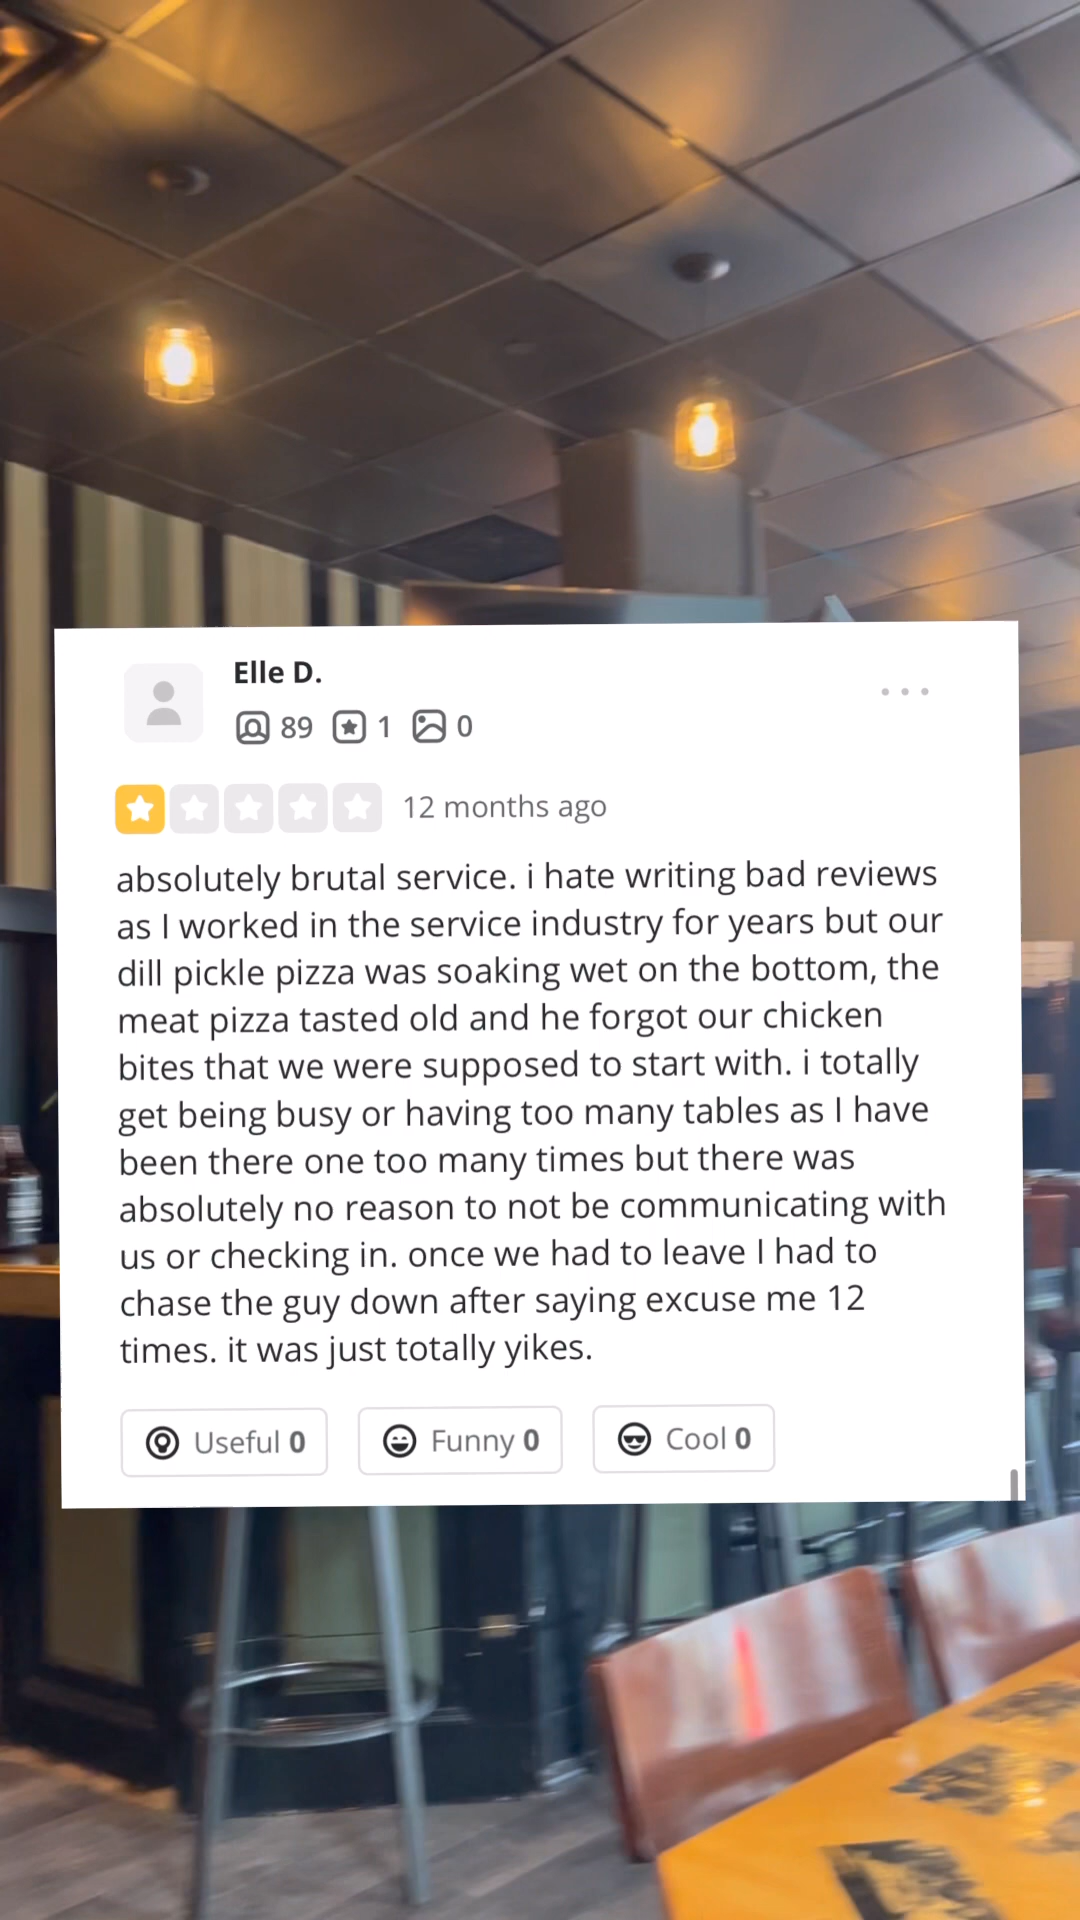 Elle D.
89 1 0
12 months ago
absolutely brutal service. i hate writing bad reviews
as I worked in the service industry for years but our
dill pickle pizza was soaking wet on the bottom, the
meat pizza tasted old and he forgot our chicken
bites that we were supposed to start with. i totally
get being busy or having too many tables as I have
been there one too many times but there was
absolutely no reason to not be communicating with
us or checking in. once we had to leave I had to
chase the guy down after saying excuse me 12
times. it was just totally yikes.
Useful 0 Funny 0 Cool 0